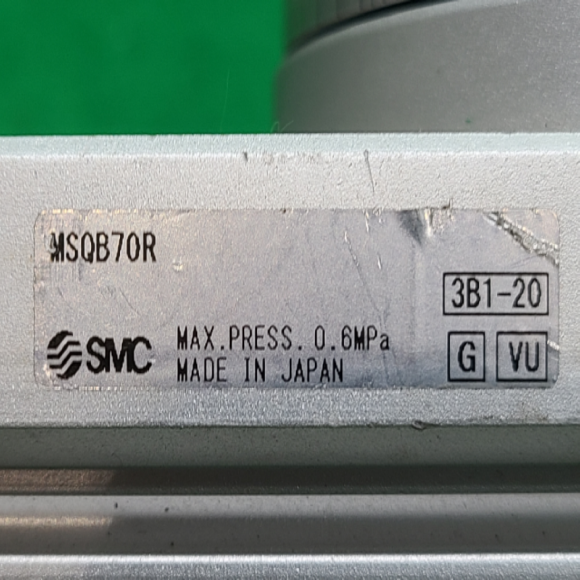 MSQB70R
3B1-20
SMC MAX.PRESS. 0.6MPa
MADE IN JAPAN
G VU